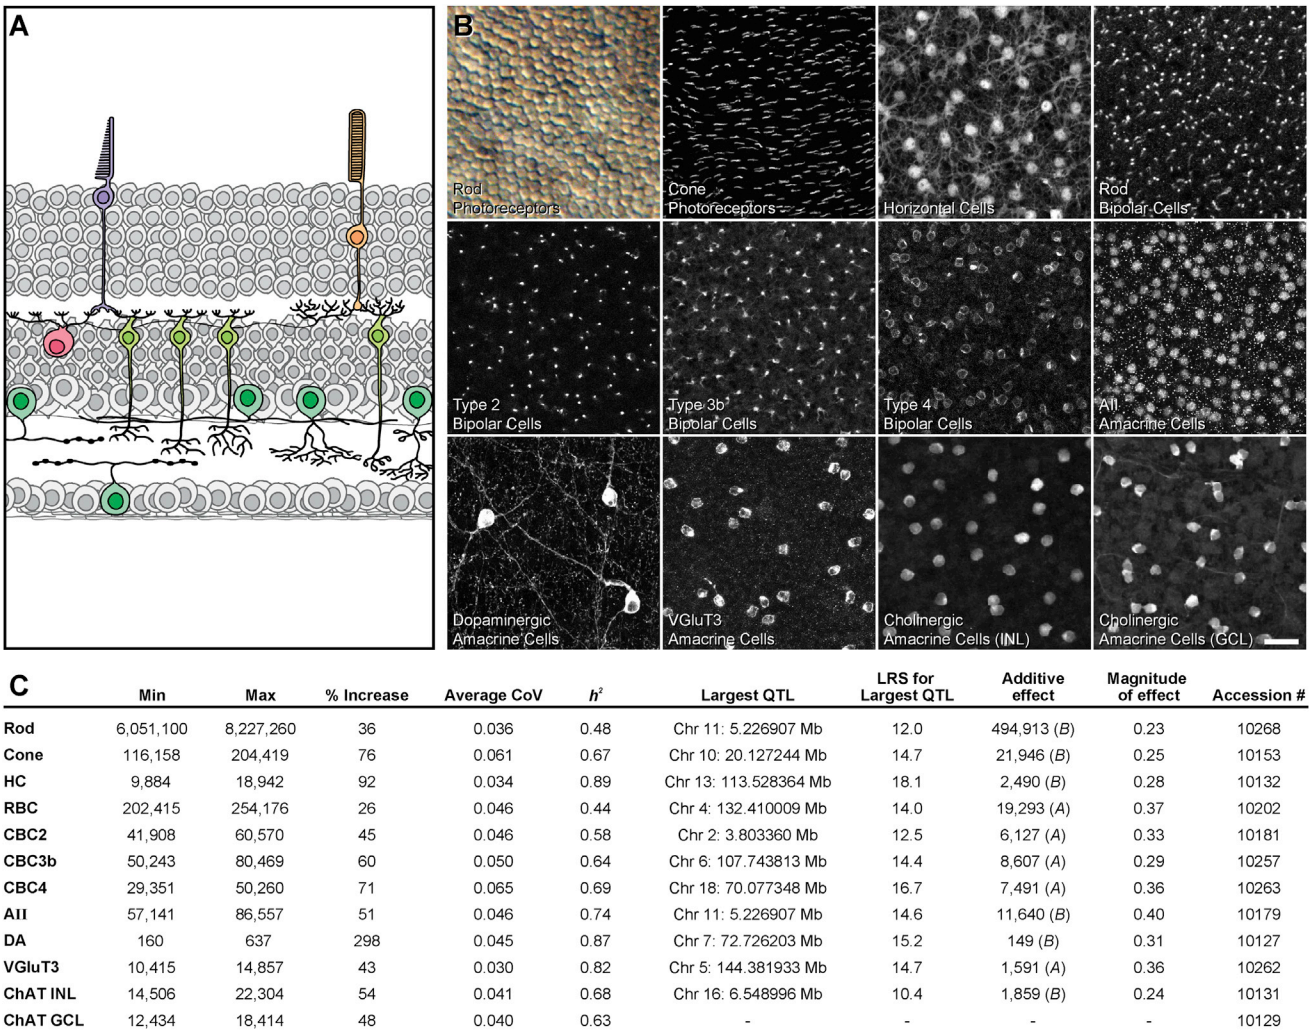 A
B
Rod
Photoreceptors
Cone
Photoreceptors
Horizontal Cells
Rod
Bipolar Cells
Type 2
Bipolar Cells
Type 3b
Bipolar Cells
Type 4
Bipolar Cells
AII
Amacrine Cells
Dopaminergic
Amacrine Cells
VGluT3
Amacrine Cells
Cholinergic
Amacrine Cells (INL)
Cholinergic
Amacrine Cells (GCL)
C
Min Max % Increase Average CoV h² Largest QTL LRS for Largest QTL Additive effect Magnitude of effect Accession #
Rod 6,051,100 8,227,260 36 0.036 0.48 Chr 11: 5.226907 Mb 12.0 494,913 (B) 0.23 10268
Cone 116,158 204,419 76 0.061 0.67 Chr 10: 20.127244 Mb 14.7 21,946 (B) 0.25 10153
HC 9,884 18,942 92 0.034 0.89 Chr 13: 113.528364 Mb 18.1 2,490 (B) 0.28 10132
RBC 202,415 254,176 26 0.046 0.44 Chr 4: 132.410009 Mb 14.0 19,293 (A) 0.37 10202
CBC2 41,908 60,570 45 0.046 0.58 Chr 2: 3.803360 Mb 12.5 6,127 (A) 0.33 10181
CBC3b 50,243 80,469 60 0.050 0.64 Chr 6: 107.743813 Mb 14.4 8,607 (A) 0.29 10257
CBC4 29,351 50,260 71 0.065 0.69 Chr 18: 70.077348 Mb 16.7 7,491 (A) 0.36 10263
AII 57,141 86,557 51 0.046 0.74 Chr 11: 5.226907 Mb 14.6 11,640 (B) 0.40 10179
DA 160 637 298 0.045 0.87 Chr 7: 72.726203 Mb 15.2 149 (B) 0.31 10127
VGluT3 10,415 14,857 43 0.030 0.82 Chr 5: 144.381933 Mb 14.7 1,591 (A) 0.36 10262
ChAT INL 14,506 22,304 54 0.041 0.68 Chr 16: 6.548996 Mb 10.4 1,859 (B) 0.24 10131
ChAT GCL 12,434 18,414 48 0.040 0.63 - - - - 10129